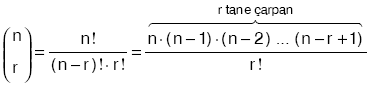 r tane çarpan
(n r) = n! / (n−r)!·r! = n·(n−1)·(n−2) ... (n−r+1) / r!